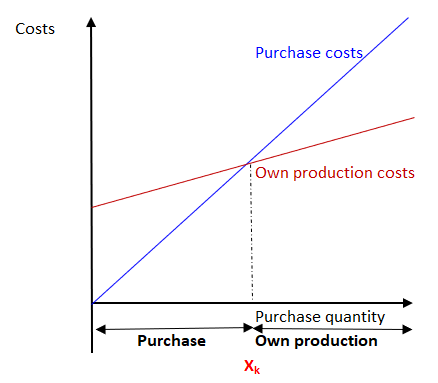 Costs
Purchase costs
Own production costs
Purchase quantity
Purchase
Own production
Xk